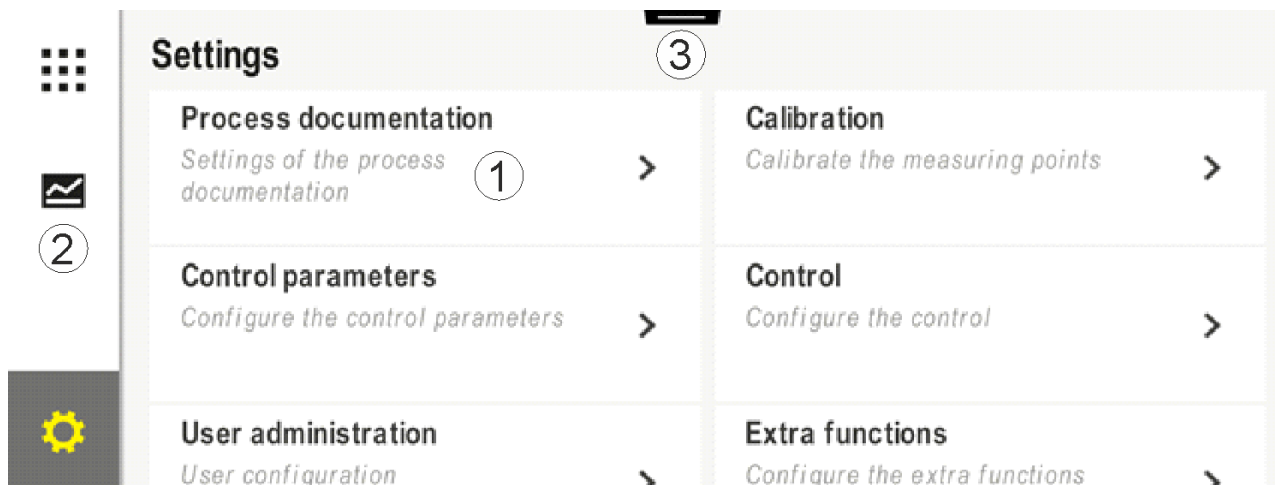 Settings
3
Process documentation
Settings of the process
documentation
1
Calibration
Calibrate the measuring points
2
Control parameters
Configure the control parameters
Control
Configure the control
User administration
User configuration
Extra functions
Configure the extra functions